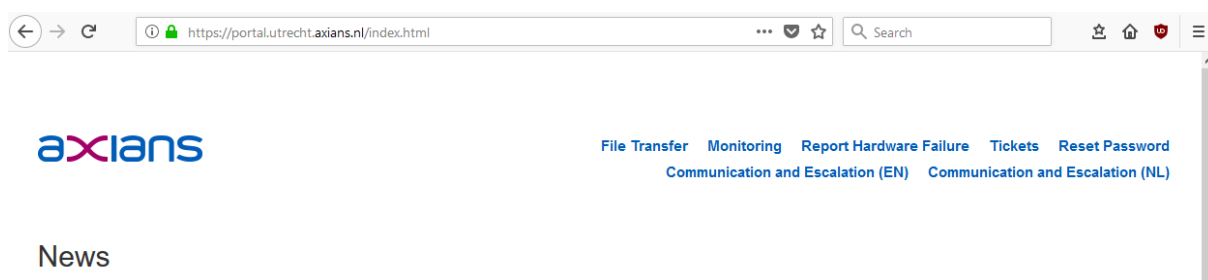 https://portal.utrecht.axians.nl/index.html
Search
axians
File Transfer Monitoring Report Hardware Failure Tickets Reset Password
Communication and Escalation (EN) Communication and Escalation (NL)
News